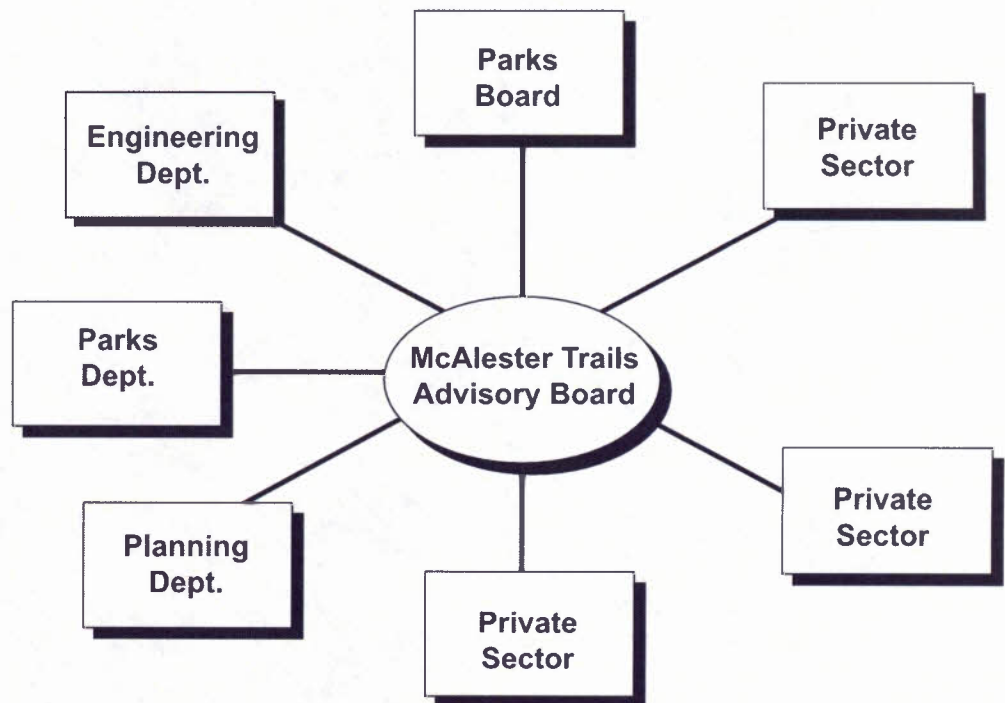 Parks
Board
Engineering
Dept.
Private
Sector
Parks
Dept.
McAlester Trails
Advisory Board
Private
Sector
Planning
Dept.
Private
Sector